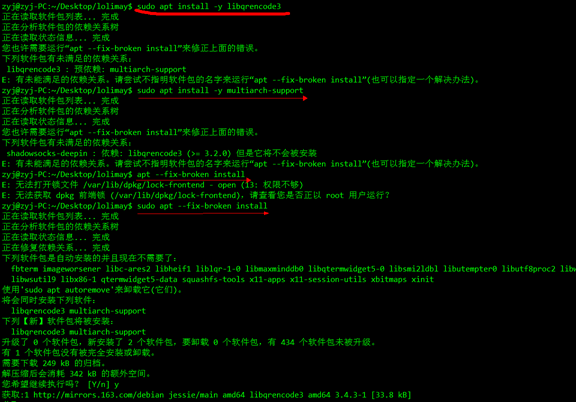 zyj@zyj-PC:~/Desktop/lolimay$ sudo apt install -y libqrencode3
正在读取软件包列表... 完成
正在分析软件包的依赖关系树
正在读取状态信息... 完成
您也许需要运行“apt --fix-broken install”来修正上面的错误。
下列软件包有未满足的依赖关系：
 libqrencode3 : 预依赖: multiarch-support
E: 有未能满足的依赖关系。请尝试不指明软件包的名字来运行“apt --fix-broken install”(也可以指定一个解决办法)。
zyj@zyj-PC:~/Desktop/lolimay$ sudo apt install -y multiarch-support
正在读取软件包列表... 完成
正在分析软件包的依赖关系树
正在读取状态信息... 完成
您也许需要运行“apt --fix-broken install”来修正上面的错误。
下列软件包有未满足的依赖关系：
 shadowsocks-deepin : 依赖: libqrencode3 (>= 3.2.0) 但是它将不会被安装
E: 有未能满足的依赖关系。请尝试不指明软件包的名字来运行“apt --fix-broken install”(也可以指定一个解决办法)。
zyj@zyj-PC:~/Desktop/lolimay$ apt --fix-broken install
E: 无法打开锁文件 /var/lib/dpkg/lock-frontend - open (13: 权限不够)
E: 无法获取 dpkg 前端锁 (/var/lib/dpkg/lock-frontend)，请查看您是否正以 root 用户运行？
zyj@zyj-PC:~/Desktop/lolimay$ sudo apt --fix-broken install
正在读取软件包列表... 完成
正在分析软件包的依赖关系树
正在读取状态信息... 完成
正在修复依赖关系... 完成
下列软件包是自动安装的并且现在不需要了：
 fbterm imageworsener libc-ares2 libheif1 liblqr-1-0 libmaxminddb0 libqtermwidget5-0 libsmi2ldbl libutempter0 libutf8proc2
 libwsutil9 libx86-1 qtermwidget5-data squashfs-tools x11-apps x11-session-utils xbitmaps xinit
使用'sudo apt autoremove'来卸载它(它们)。
将会同时安装下列软件：
 libqrencode3 multiarch-support
下列【新】软件包将被安装：
 libqrencode3 multiarch-support
升级了 0 个软件包，新安装了 2 个软件包，要卸载 0 个软件包，有 434 个软件包未被升级。
有 1 个软件包没有被完全安装或卸载。
需要下载 249 kB 的归档。
解压缩后会消耗 342 kB 的额外空间。
您希望继续执行吗？ [Y/n] y
获取:1 http://mirrors.163.com/debian jessie/main amd64 libqrencode3 amd64 3.4.3-1 [33.8 kB]